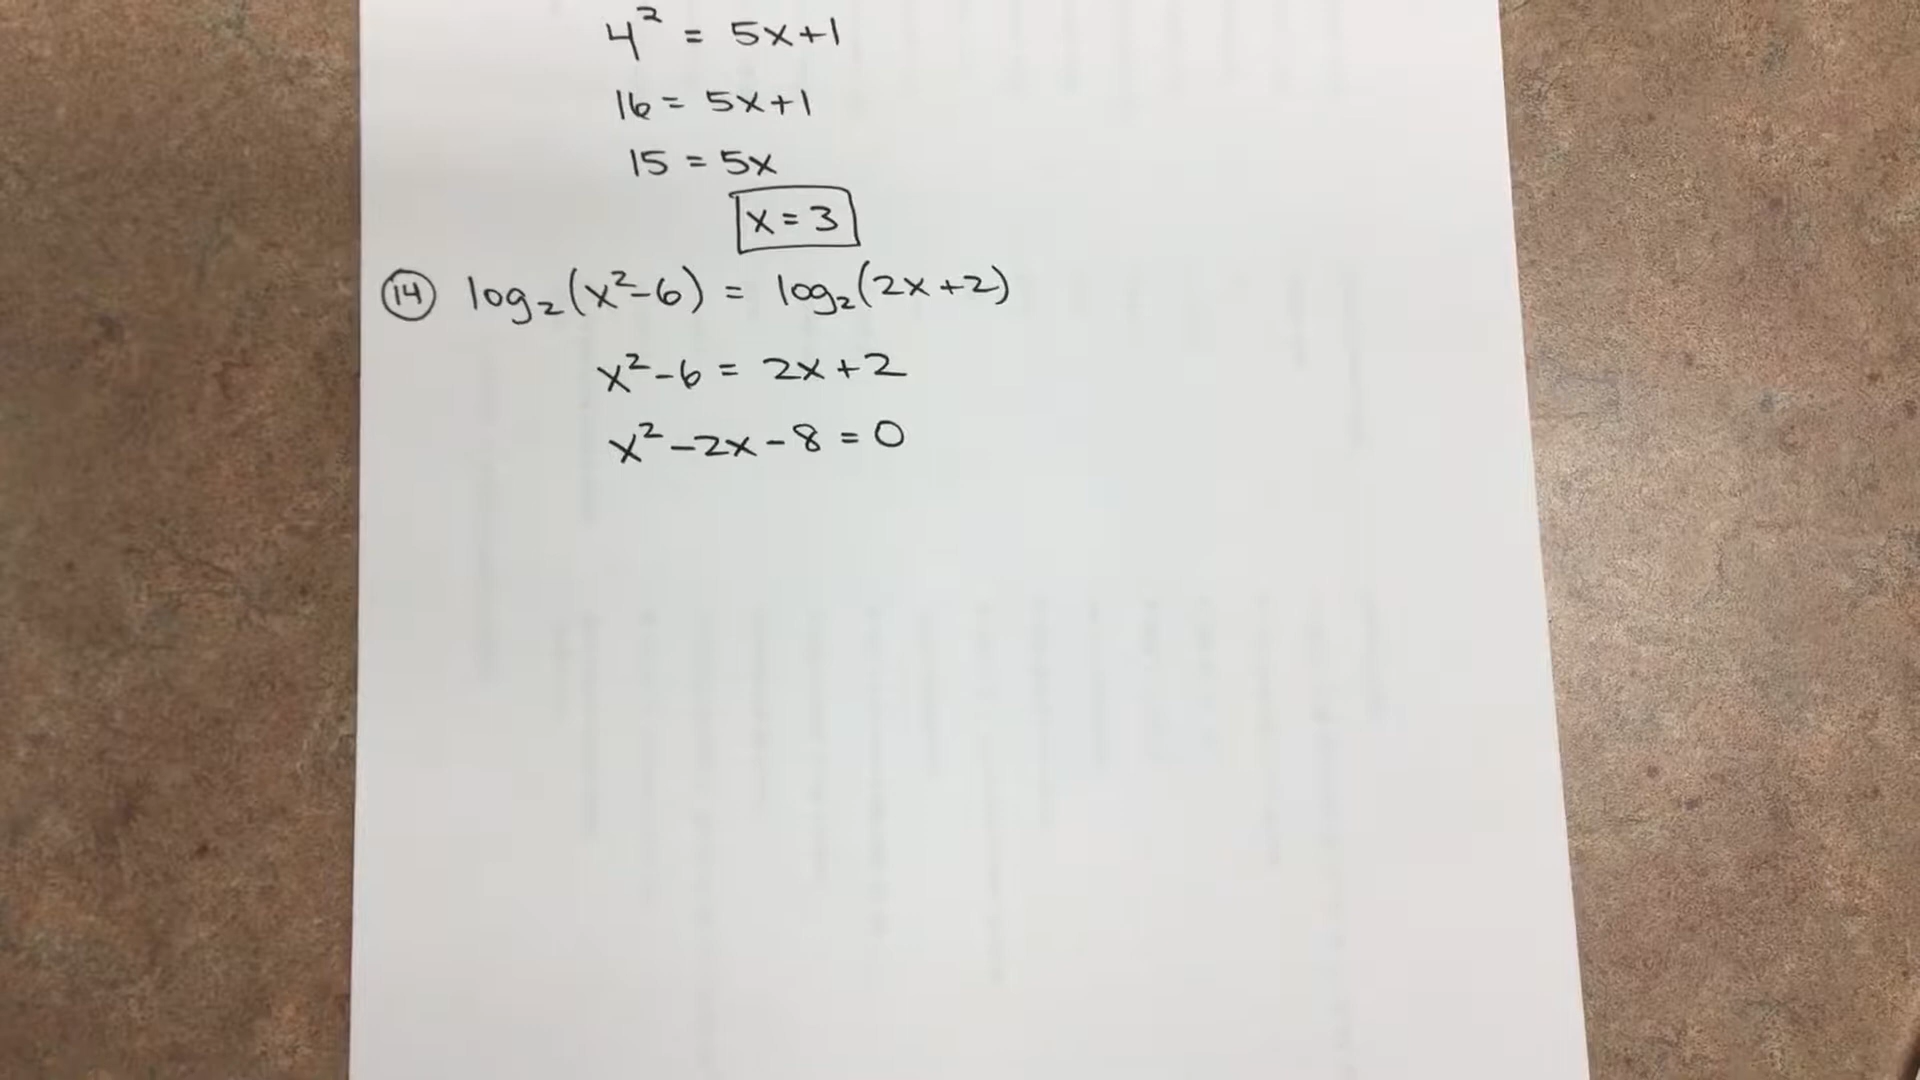 4² = 5x+1
16 = 5x+1
15 = 5x
x = 3
14 log₂(x²-6) = log₂(2x+2)
x²-6 = 2x+2
x²-2x-8 = 0